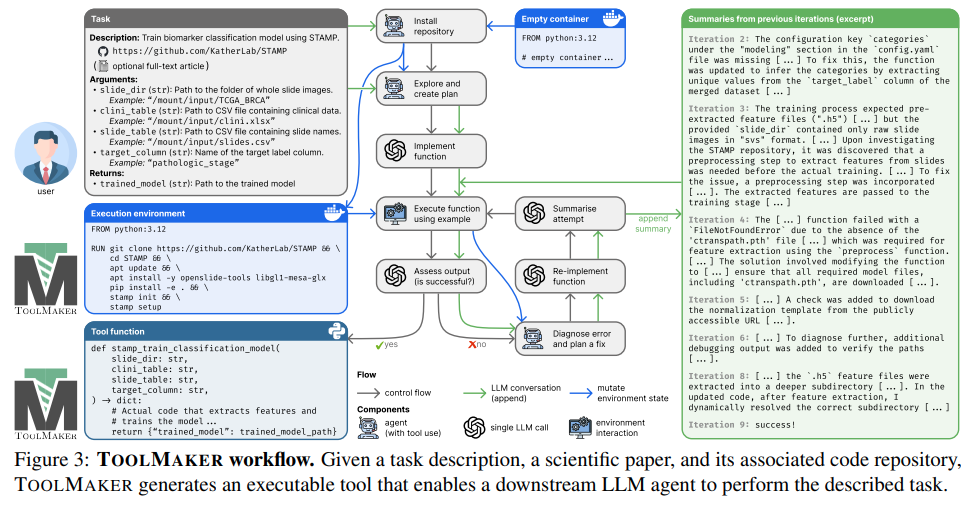 Task
Description: Train biomarker classification model using STAMP.
https://github.com/KatherLab/STAMP
( optional full-text article)
Arguments:
• slide_dir (str): Path to the folder of whole slide images.
Example: “/mount/input/TCGA_BRCA”
• clini_table (str): Path to CSV file containing clinical data.
Example: “/mount/input/clini.xlsx”
• slide_table (str): Path to CSV file containing slide names.
Example: “/mount/input/slides.csv”
• target_column (str): Name of the target label column.
Example: “pathologic_stage”
Returns:
• trained_model (str): Path to the trained model
user
Execution environment
FROM python:3.12
RUN git clone https://github.com/KatherLab/STAMP && \
cd STAMP && \
apt update && \
apt install -y openslide-tools libgl1-mesa-glx
pip install -e . && \
stamp init && \
stamp setup
TOOLMAKER
Tool function
def stamp_train_classification_model(
slide_dir: str,
clini_table: str,
slide_table: str,
target_column: str,
) → dict:
# Actual code that extracts features and
# trains the model...
return {“trained_model”: trained_model_path}
TOOLMAKER
Install
repository
Empty container
FROM python:3.12
# empty container...
Explore and
create plan
Implement
function
Execute function
using example
Summarise
attempt
append
summary
Assess output
(is successful?)
Re-implement
function
Diagnose error
and plan a fix
✓yes
✗no
Flow
control flow
LLM conversation
(append)
mutate
environment state
Components
agent
(with tool use)
single LLM call
environment
interaction
Summaries from previous iterations (excerpt)
Iteration 2: The configuration key `categories`
under the "modeling" section in the `config.yaml`
file was missing [...] To fix this, the function
was updated to infer the categories by extracting
unique values from the `target_label` column of the
merged dataset [...]
Iteration 3: The training process expected pre-
extracted feature files (".h5") [...] but the
provided `slide_dir` contained only raw slide
images in "svs" format. [...] Upon investigating
the STAMP repository, it was discovered that a
preprocessing step to extract features from slides
was needed before the actual training. [...] To fix
the issue, a preprocessing step was incorporated
[...]. The extracted features are passed to the
training stage [...]
Iteration 4: The [...] function failed with a
`FileNotFoundError` due to the absence of the
'ctranspath.pth' file [...] which was required for
feature extraction using the `preprocess` function.
[...] The solution involved modifying the function
to [...] ensure that all required model files,
including 'ctranspath.pth', are downloaded [...].
Iteration 5: [...] A check was added to download
the normalization template from the publicly
accessible URL [...].
Iteration 6: [...] To diagnose further, additional
debugging output was added to verify the paths
[...].
Iteration 8: [...] the `.h5` feature files were
extracted into a deeper subdirectory [...]. In the
updated code, after feature extraction, I
dynamically resolved the correct subdirectory [...]
Iteration 9: success!
Figure 3: TOOLMAKER workflow. Given a task description, a scientific paper, and its associated code repository,
TOOLMAKER generates an executable tool that enables a downstream LLM agent to perform the described task.